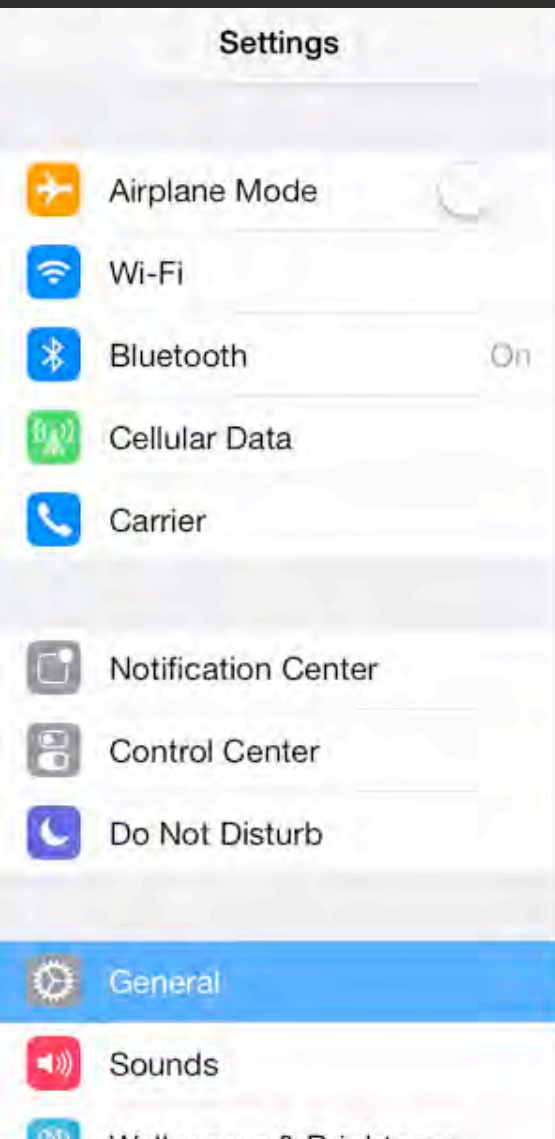 Settings
Airplane Mode
Wi-Fi
Bluetooth On
Cellular Data
Carrier
Notification Center
Control Center
Do Not Disturb
General
Sounds